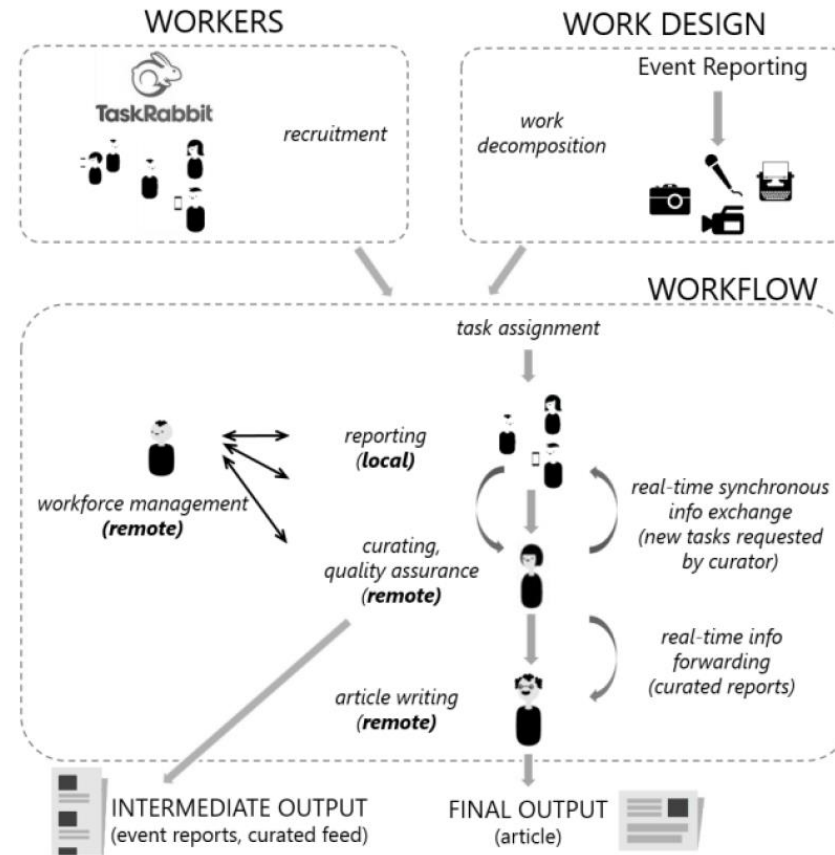 WORKERS
WORK DESIGN
TaskRabbit
recruitment
Event Reporting
work
decomposition
WORKFLOW
task assignment
reporting
(local)
workforce management
(remote)
real-time synchronous
info exchange
(new tasks requested
by curator)
curating,
quality assurance
(remote)
real-time info
forwarding
(curated reports)
article writing
(remote)
INTERMEDIATE OUTPUT
(event reports, curated feed)
FINAL OUTPUT
(article)